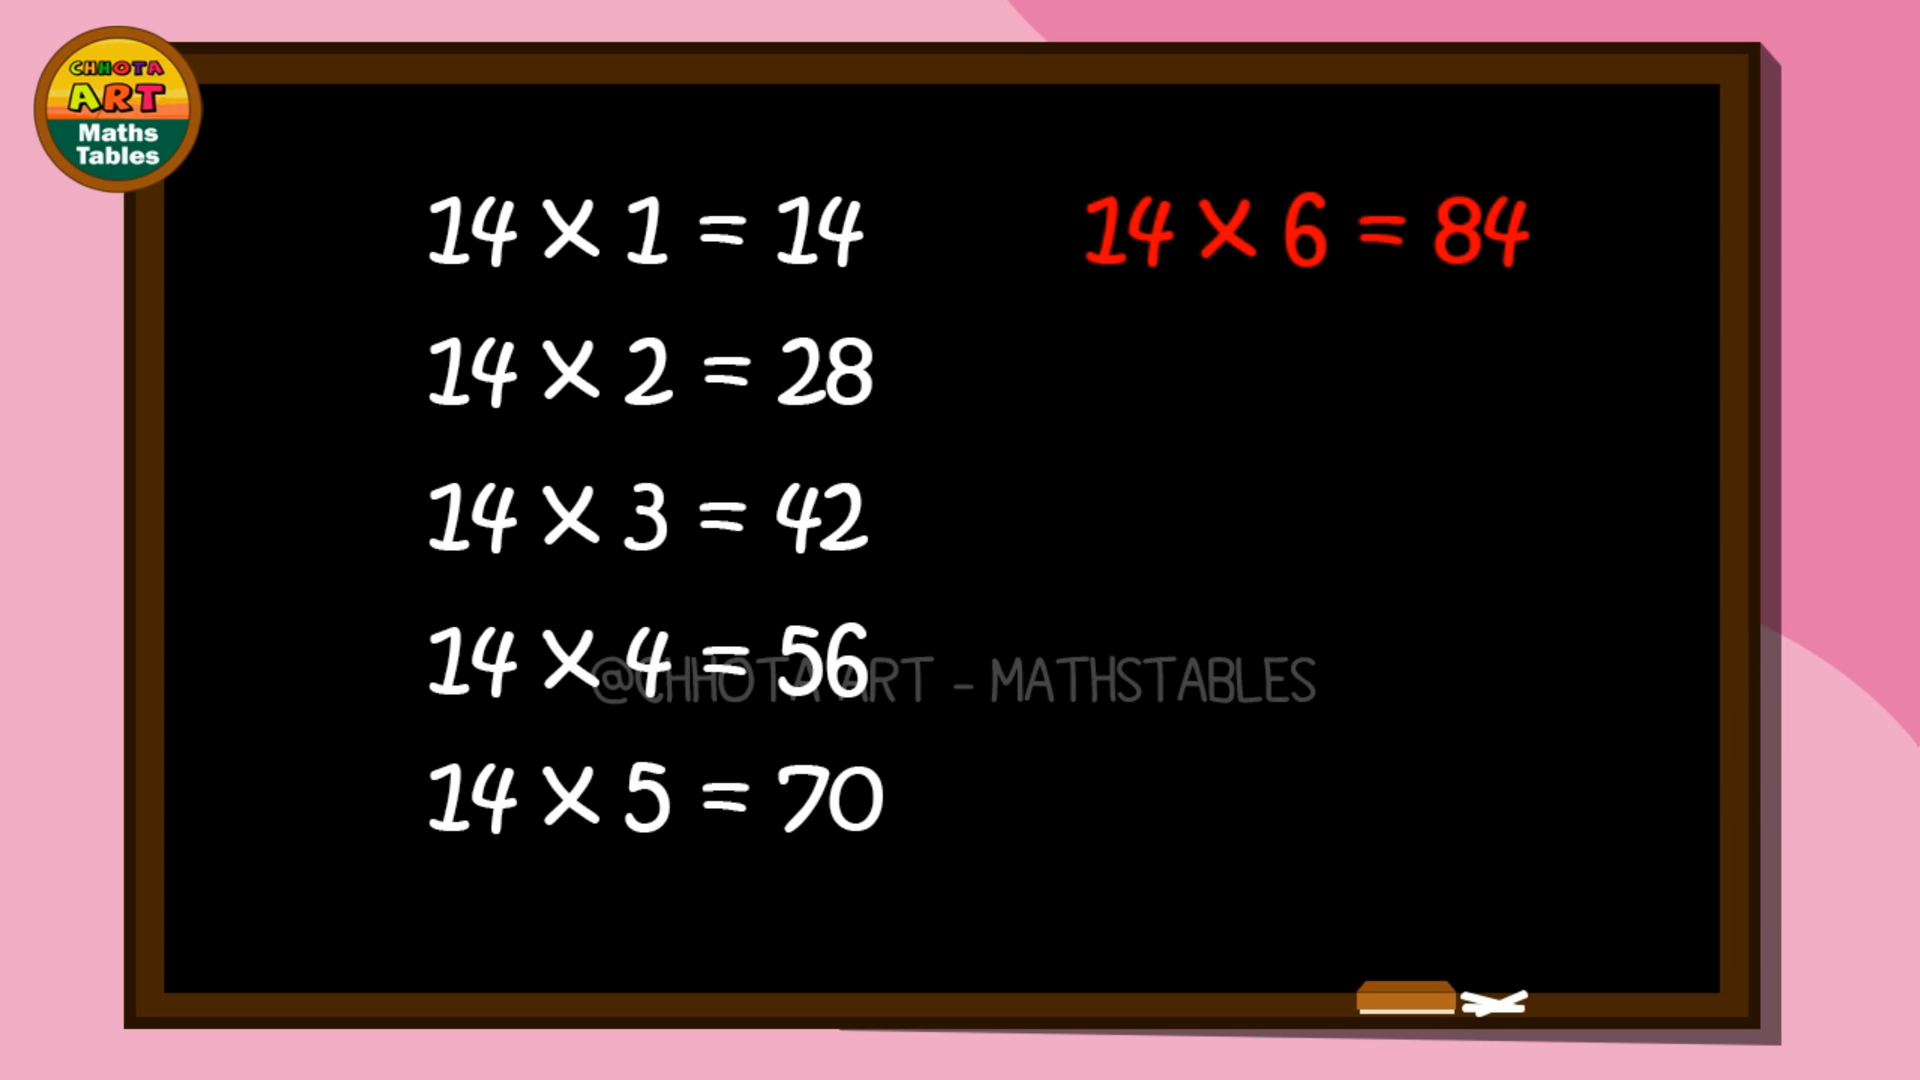 CHHOTA
ART
Maths
Tables
14 × 1 = 14
14 × 2 = 28
14 × 3 = 42
14 × 4 = 56
14 × 5 = 70
14 × 6 = 84
@CHHOTA ART - MATHSTABLES